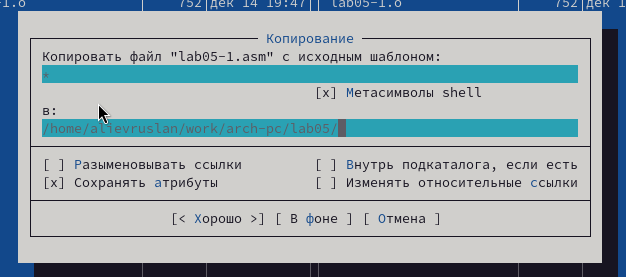 -1.o 752 дек 14 19:47 lab05-1.o 752 дек 1
Копирование
Копировать файл "lab05-1.asm" с исходным шаблоном:
*
[x] Метасимволы shell
в:
/home/alievruslan/work/arch-pc/lab05/
[ ] Разыменовывать ссылки [ ] Внутрь подкаталога, если есть
[x] Сохранять атрибуты [ ] Изменять относительные ссылки
[< Хорошо >] [ В фоне ] [ Отмена ]